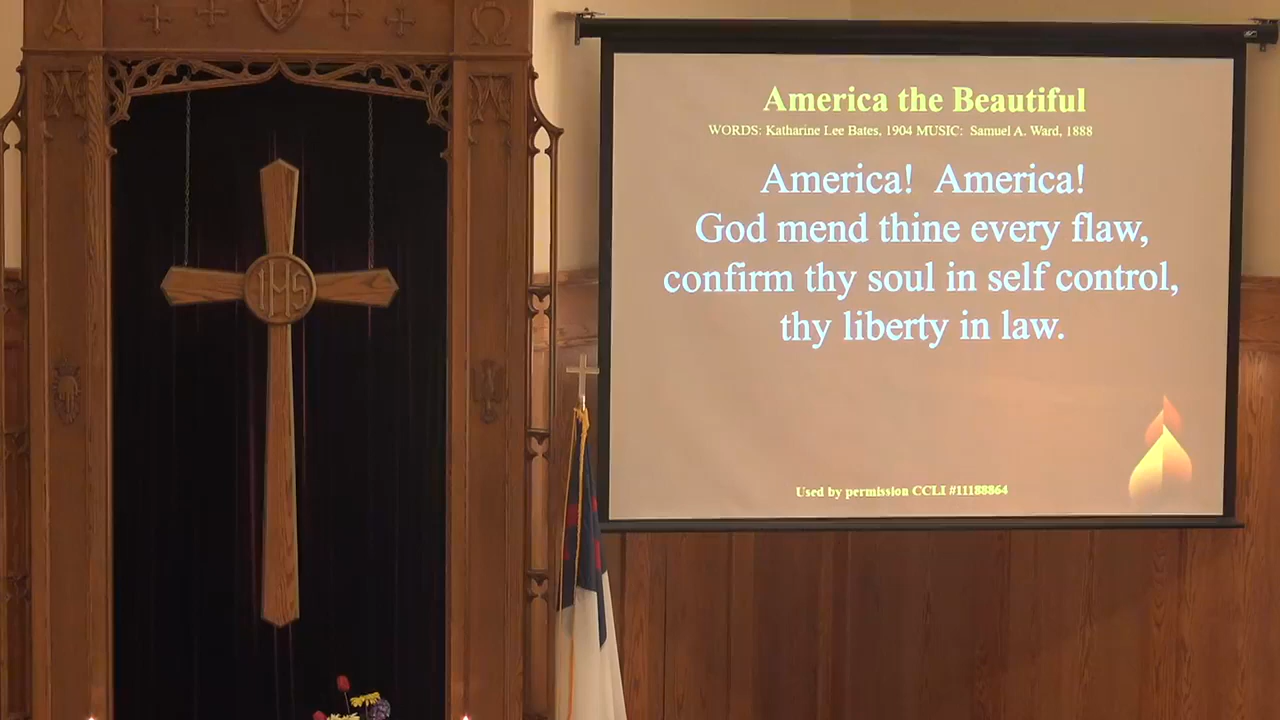 IHS
America the Beautiful
WORDS: Katharine Lee Bates, 1904 MUSIC: Samuel A. Ward, 1888
America! America!
God mend thine every flaw,
confirm thy soul in self control,
thy liberty in law.
Used by permission CCLI #11188864